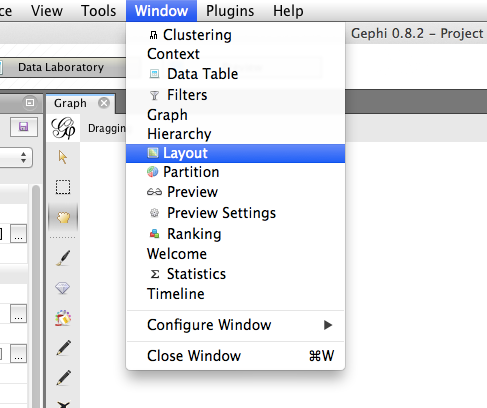 View Tools Window Plugins Help
Gephi 0.8.2 - Project
Data Laboratory
Graph
Dragging
Clustering
Context
Data Table
Filters
Graph
Hierarchy
Layout
Partition
Preview
Preview Settings
Ranking
Welcome
Statistics
Timeline
Configure Window
Close Window ⌘W